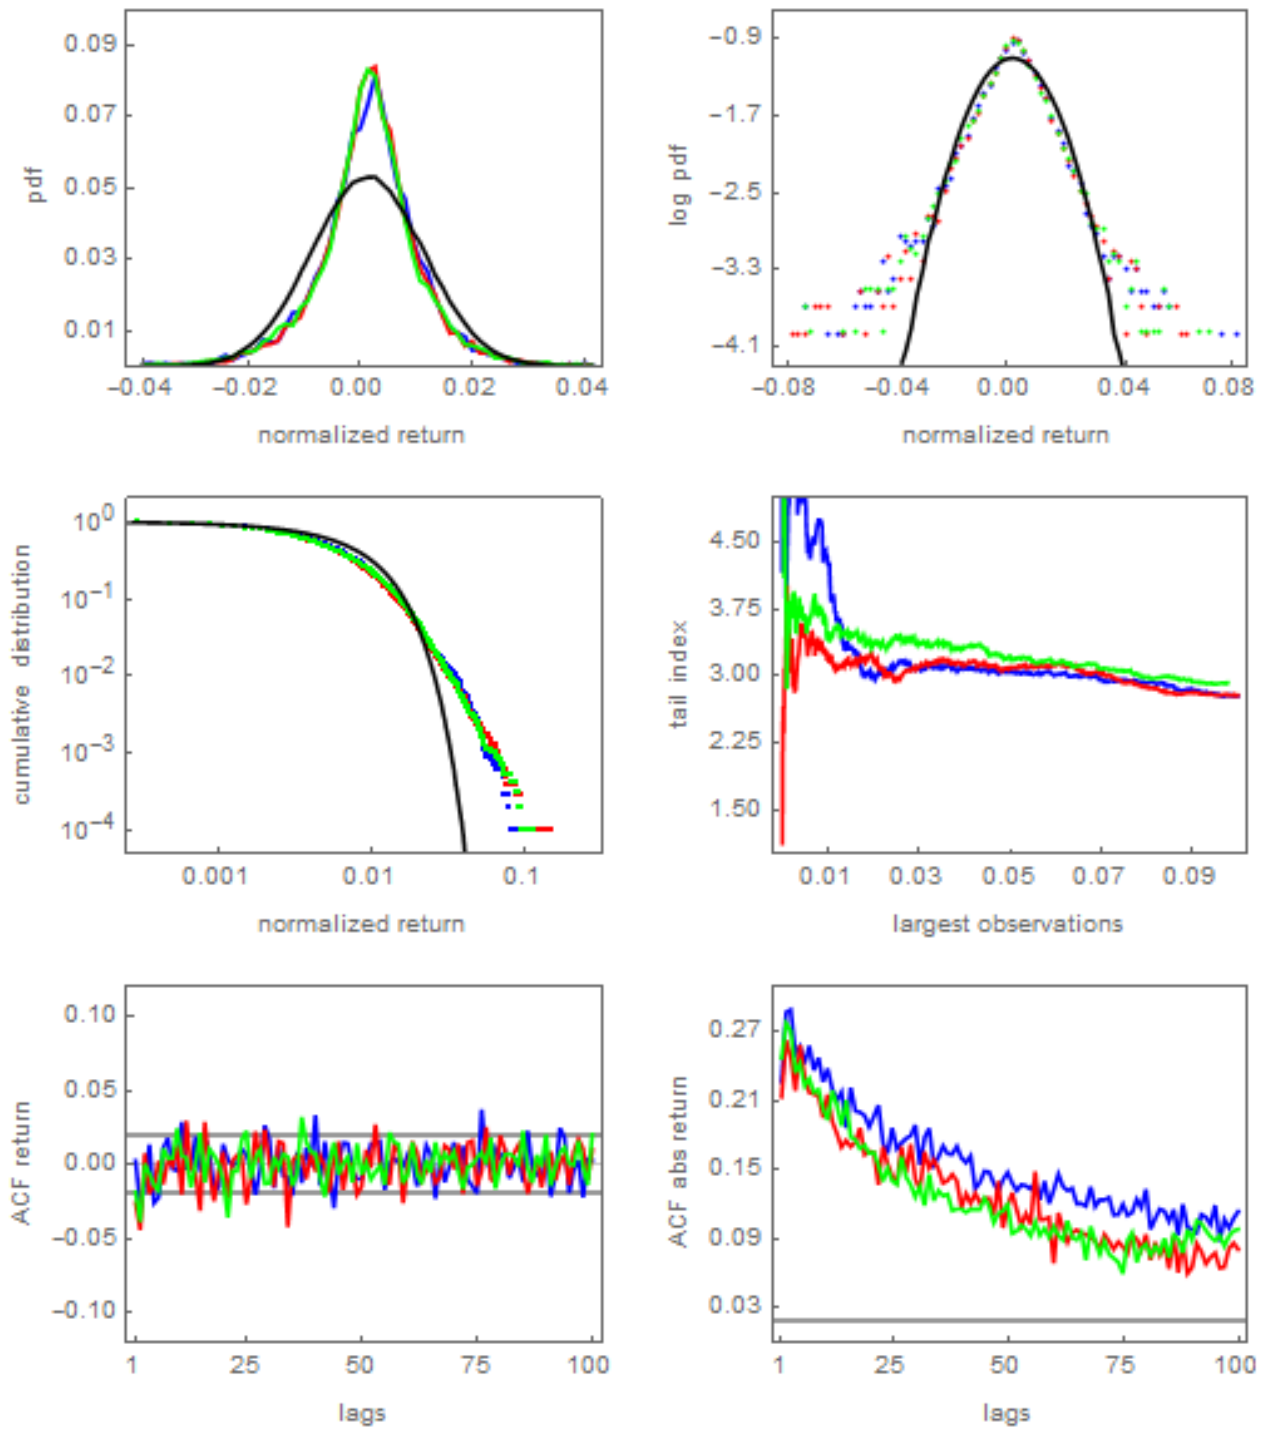 pdf
0.09
0.07
0.05
0.03
0.01
−0.04 −0.02 0.00 0.02 0.04
normalized return
log pdf
−0.9
−1.7
−2.5
−3.3
−4.1
−0.08 −0.04 0.00 0.04 0.08
normalized return
cumulative distribution
10^0
10^−1
10^−2
10^−3
10^−4
0.001 0.01 0.1
normalized return
tail index
4.50
3.75
3.00
2.25
1.50
0.01 0.03 0.05 0.07 0.09
largest observations
ACF return
0.10
0.05
0.00
−0.05
−0.10
1 25 50 75 100
lags
ACF abs return
0.27
0.21
0.15
0.09
0.03
1 25 50 75 100
lags